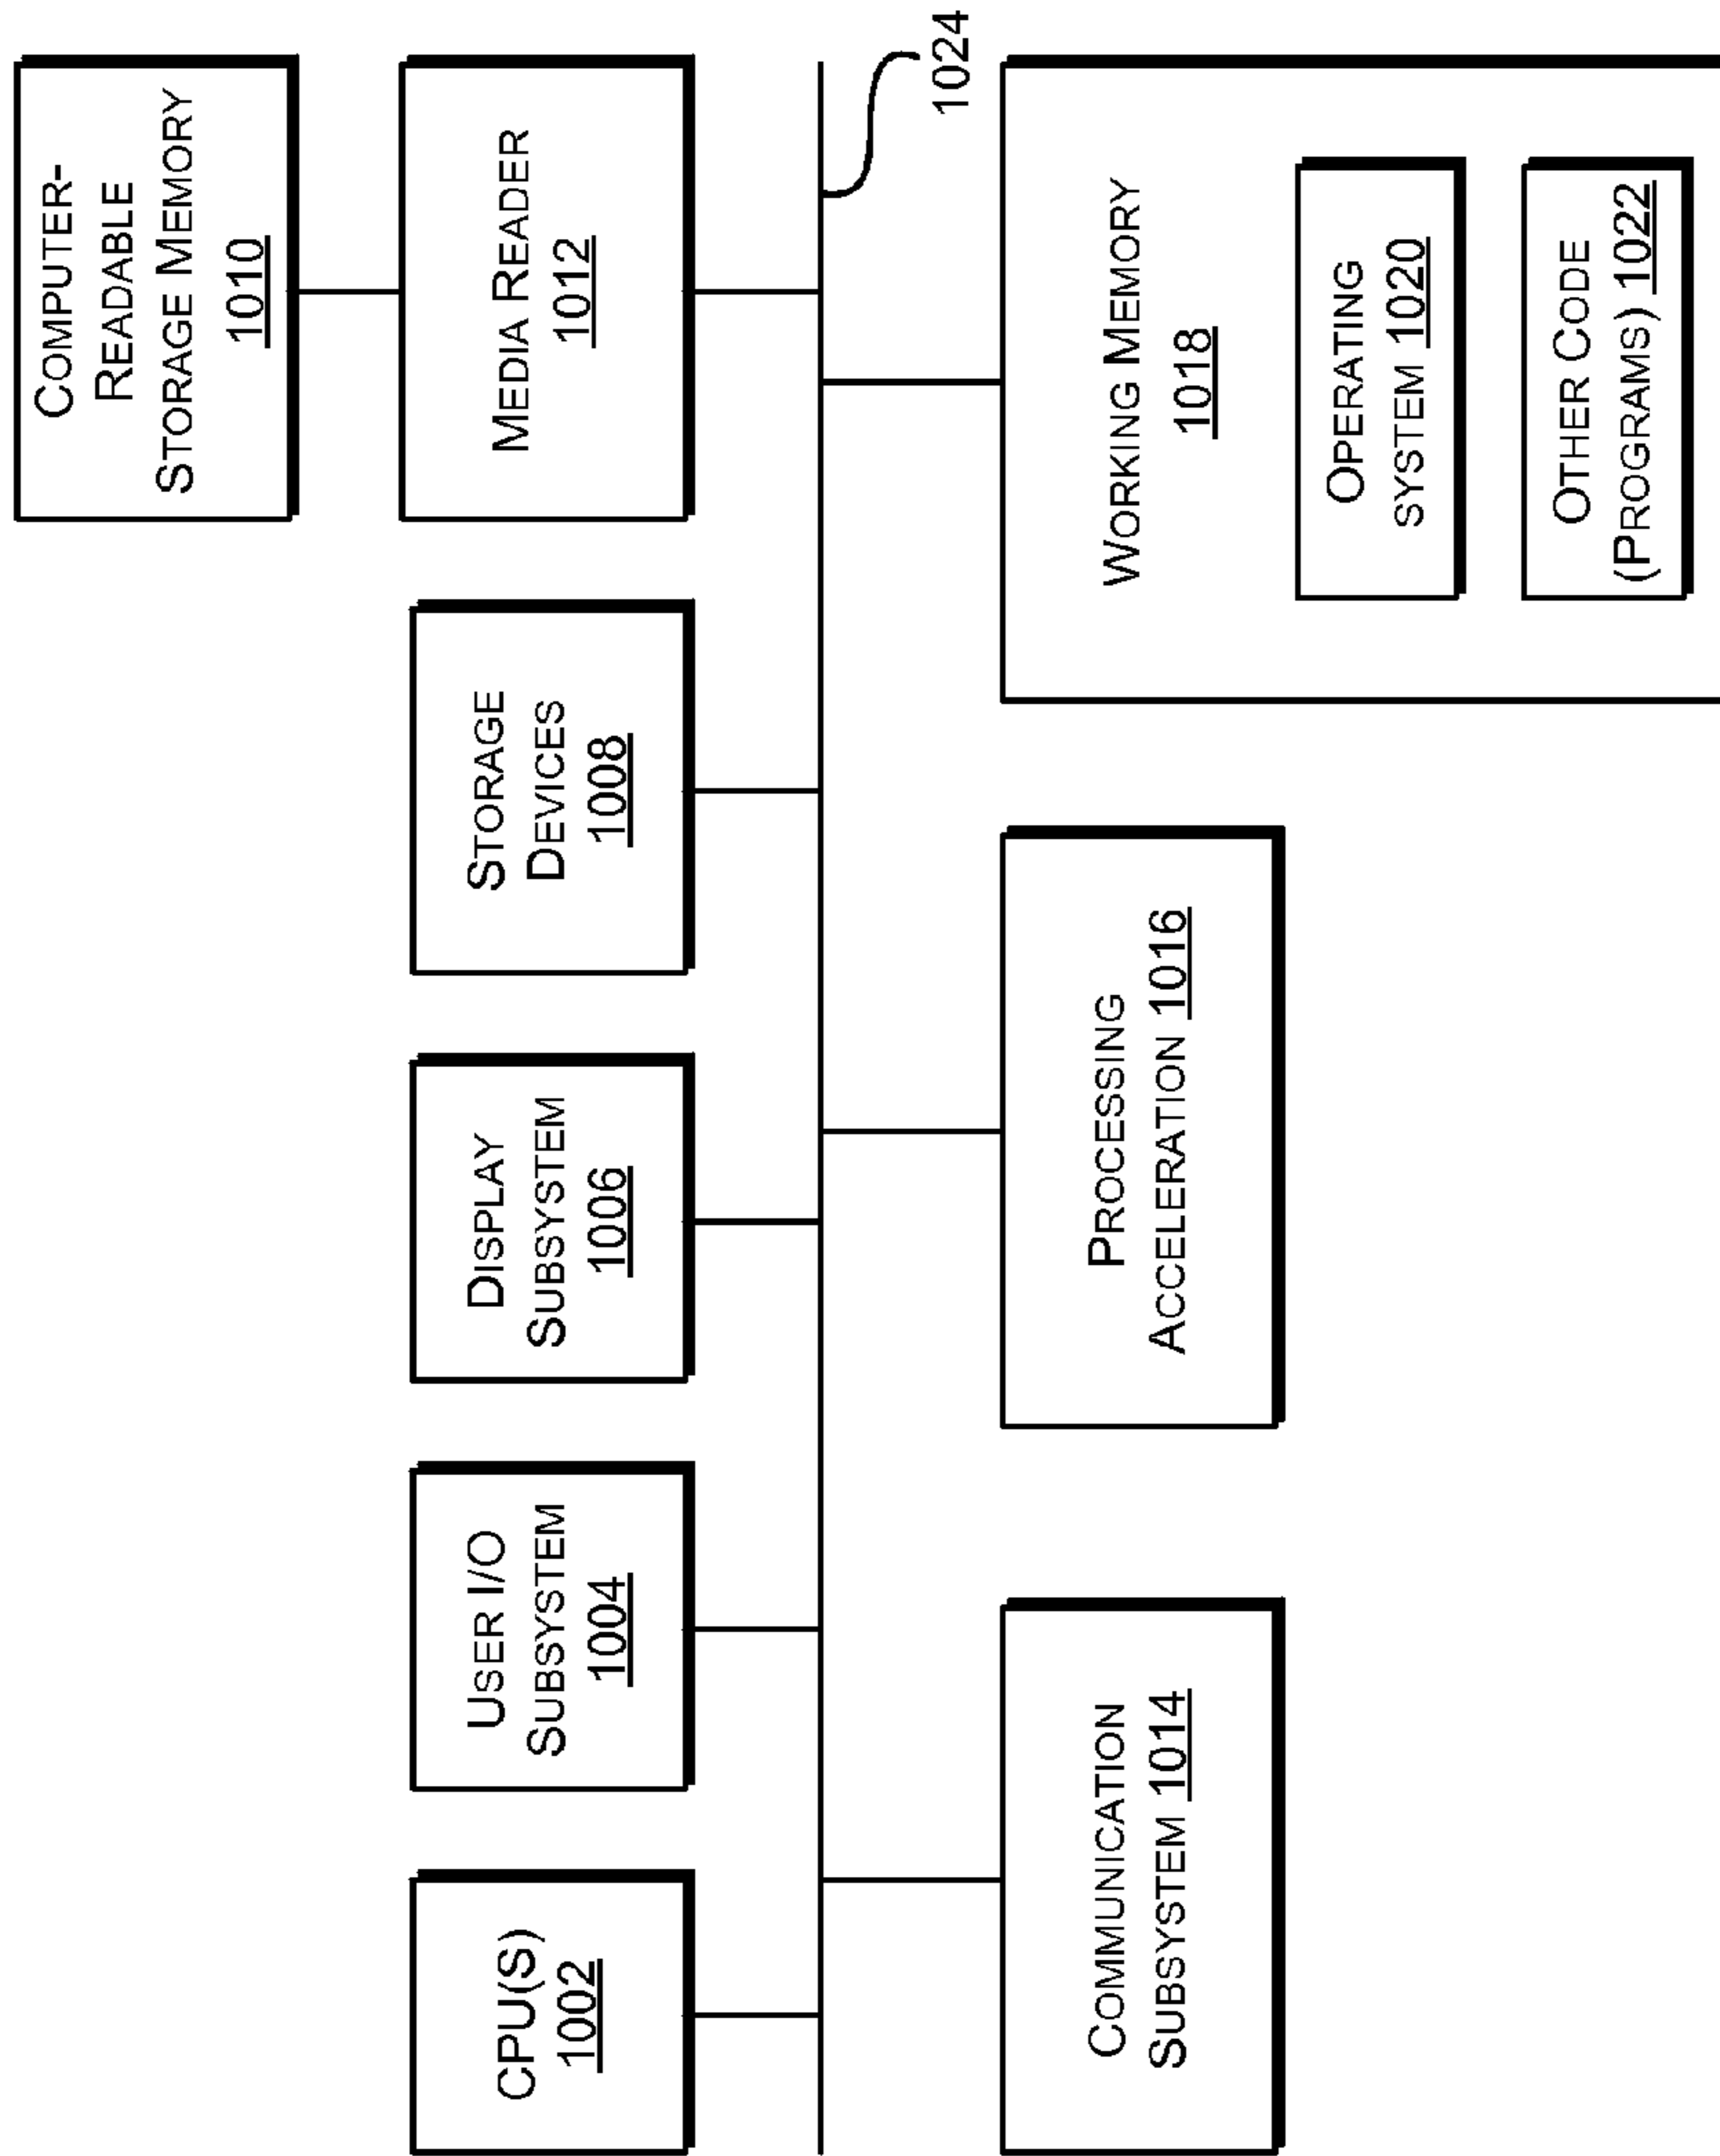 COMPUTER-
READABLE
STORAGE MEMORY
1010
CPU(S)
1002
USER I/O
SUBSYSTEM
1004
DISPLAY
SUBSYSTEM
1006
STORAGE
DEVICES
1008
MEDIA READER
1012
1024
COMMUNICATION
SUBSYSTEM 1014
PROCESSING
ACCELERATION 1016
WORKING MEMORY
1018
OPERATING
SYSTEM 1020
OTHER CODE
(PROGRAMS) 1022